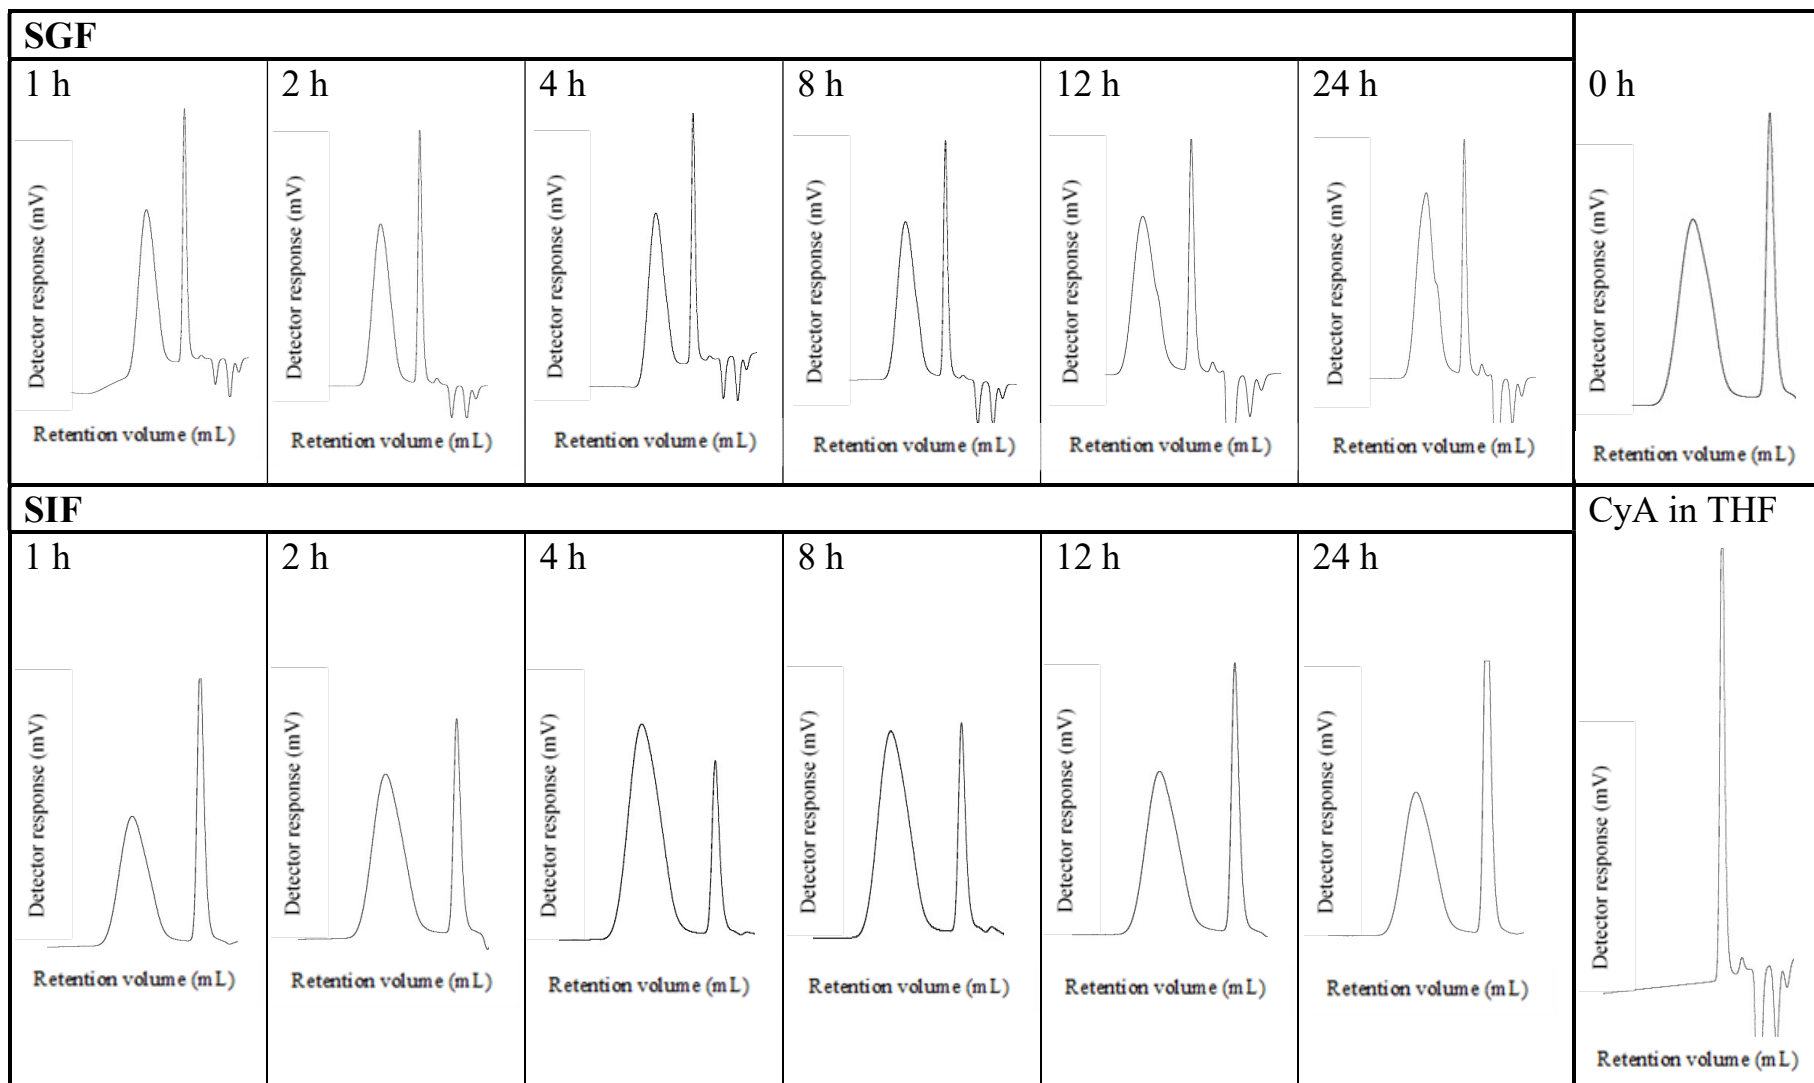 SGF
1 h
2 h
4 h
8 h
12 h
24 h
0 h
Detector response (mV)
Detector response (mV)
Detector response (mV)
Detector response (mV)
Detector response (mV)
Detector response (mV)
Detector response (mV)
Retention volume (mL)
Retention volume (mL)
Retention volume (mL)
Retention volume (mL)
Retention volume (mL)
Retention volume (mL)
Retention volume (mL)
SIF
CyA in THF
1 h
2 h
4 h
8 h
12 h
24 h
Detector response (mV)
Detector response (mV)
Detector response (mV)
Detector response (mV)
Detector response (mV)
Detector response (mV)
Detector response (mV)
Retention volume (mL)
Retention volume (mL)
Retention volume (mL)
Retention volume (mL)
Retention volume (mL)
Retention volume (mL)
Retention volume (mL)